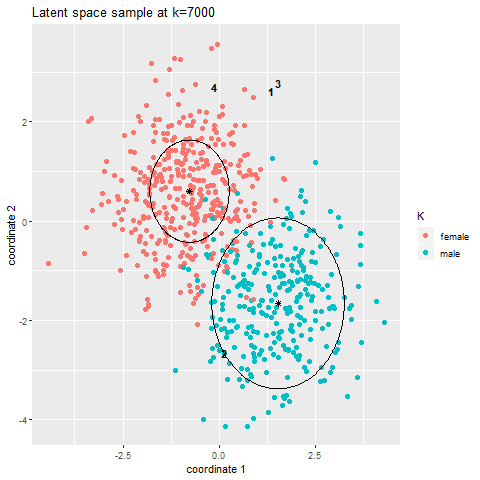 Latent space sample at k=7000
4
3
1
2
2
0
-2
-4
-2.5
0.0
2.5
coordinate 1
coordinate 2
K
female
male